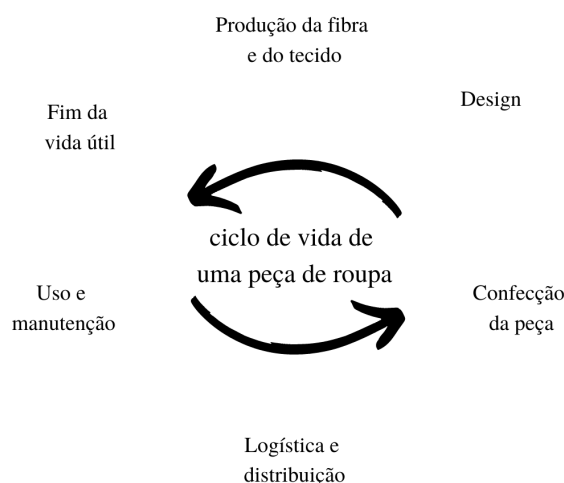 Produção da fibra
e do tecido
Design
Fim da
vida útil
ciclo de vida de
uma peça de roupa
Uso e
manutenção
Confecção
da peça
Logística e
distribuição